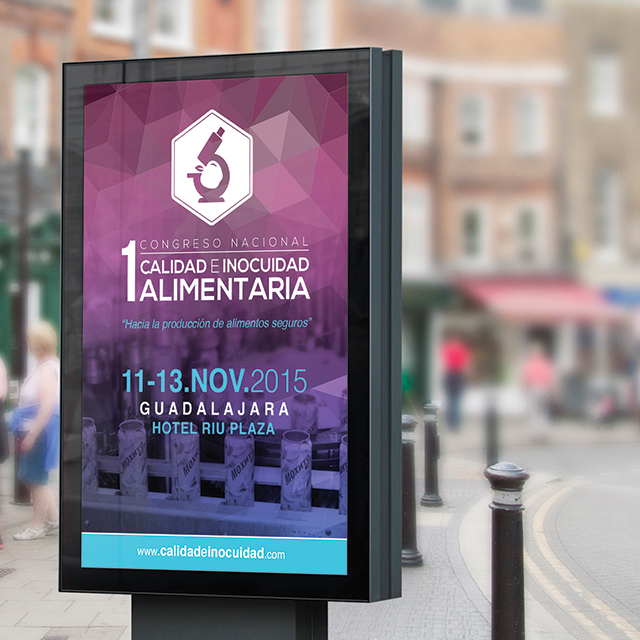 1 CONGRESO NACIONAL
CALIDAD E INOCUIDAD
ALIMENTARIA
"Hacia la producción de alimentos seguros"
11-13.NOV.2015
GUADALAJARA
HOTEL RIU PLAZA
www.calidadeinocuidad.com